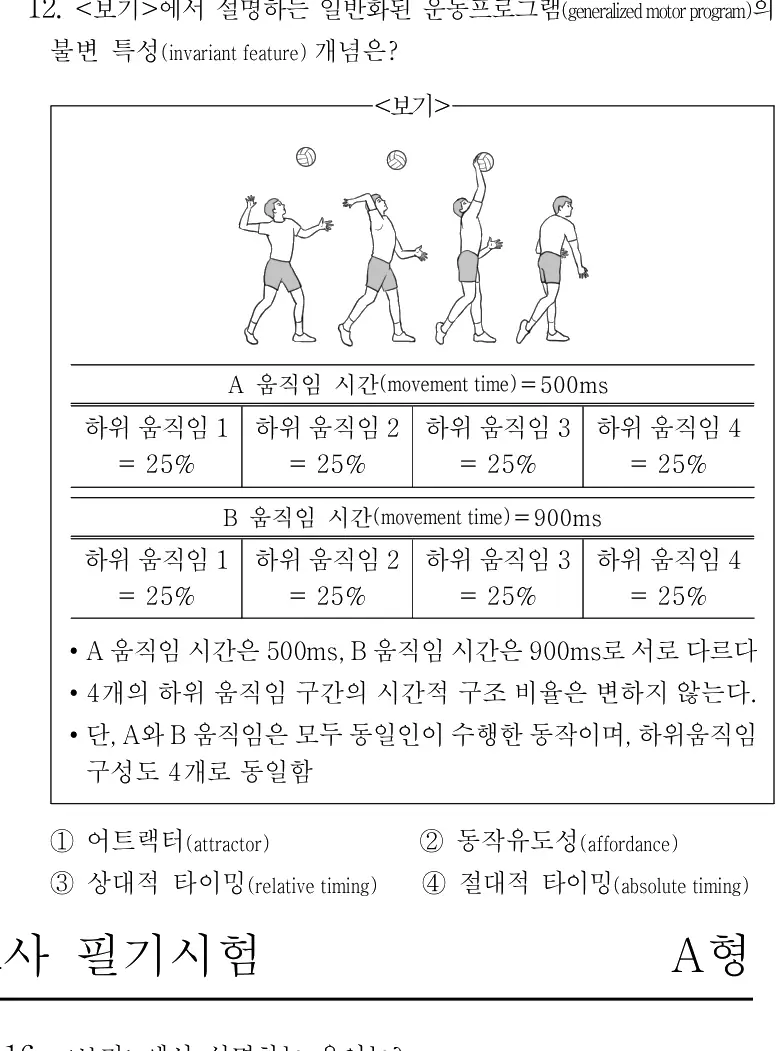 12. <보기>에서 설명하는 일반화된 운동프로그램(generalized motor program)의
불변 특성(invariant feature) 개념은?
<보기>
A 움직임 시간(movement time)=500ms
하위 움직임 1 하위 움직임 2 하위 움직임 3 하위 움직임 4
= 25% = 25% = 25% = 25%
B 움직임 시간(movement time)=900ms
하위 움직임 1 하위 움직임 2 하위 움직임 3 하위 움직임 4
= 25% = 25% = 25% = 25%
• A 움직임 시간은 500ms, B 움직임 시간은 900ms로 서로 다르다
• 4개의 하위 움직임 구간의 시간적 구조 비율은 변하지 않는다.
• 단, A와 B 움직임은 모두 동일인이 수행한 동작이며, 하위움직임
구성도 4개로 동일함
① 어트랙터(attractor) ② 동작유도성(affordance)
③ 상대적 타이밍(relative timing) ④ 절대적 타이밍(absolute timing)
사 필기시험 A형